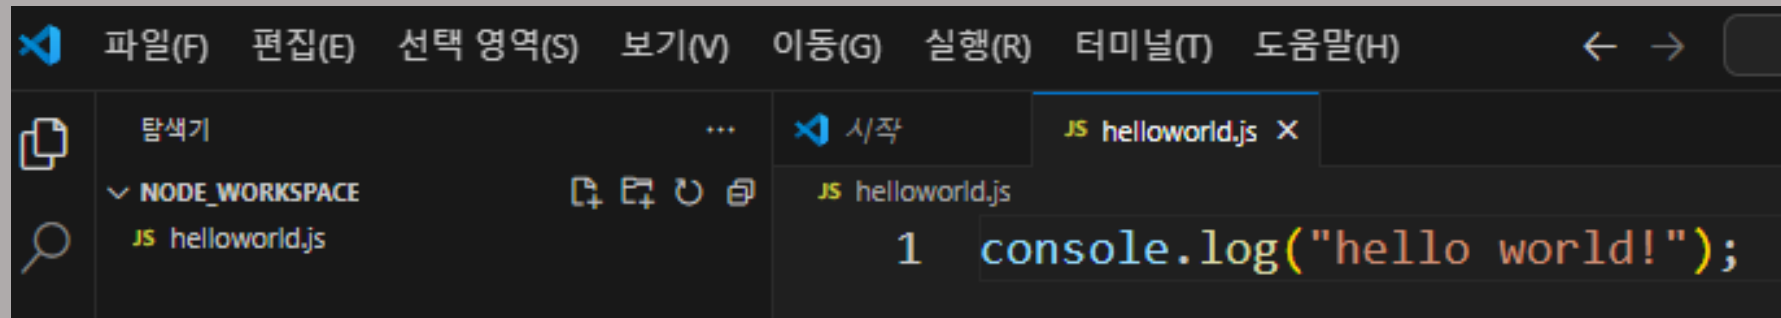 파일(F) 편집(E) 선택 영역(S) 보기(V) 이동(G) 실행(R) 터미널(T) 도움말(H)
탐색기
NODE_WORKSPACE
JS helloworld.js
시작
JS helloworld.js
JS helloworld.js
1 console.log("hello world!");